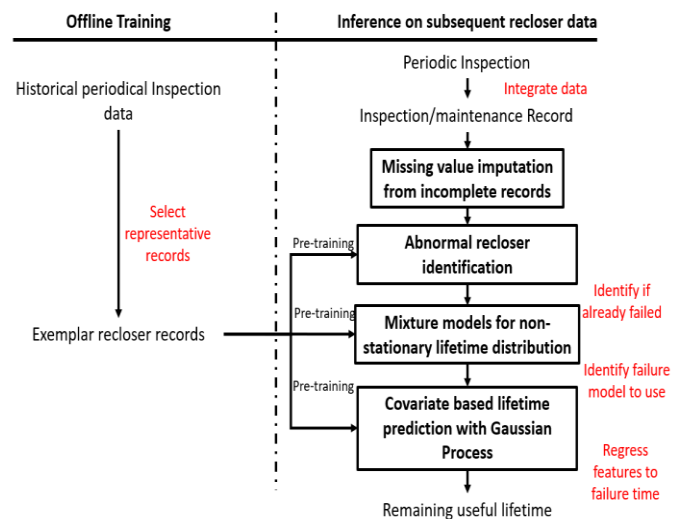 Offline Training
Inference on subsequent recloser data
Historical periodical Inspection
data
Select
representative
records
Exemplar recloser records
Periodic Inspection
Integrate data
Inspection/maintenance Record
Missing value imputation
from incomplete records
Pre-training
Abnormal recloser
identification
Identify if
already failed
Pre-training
Mixture models for non-
stationary lifetime distribution
Identify failure
model to use
Pre-training
Covariate based lifetime
prediction with Gaussian
Process
Regress
features to
failure time
Remaining useful lifetime